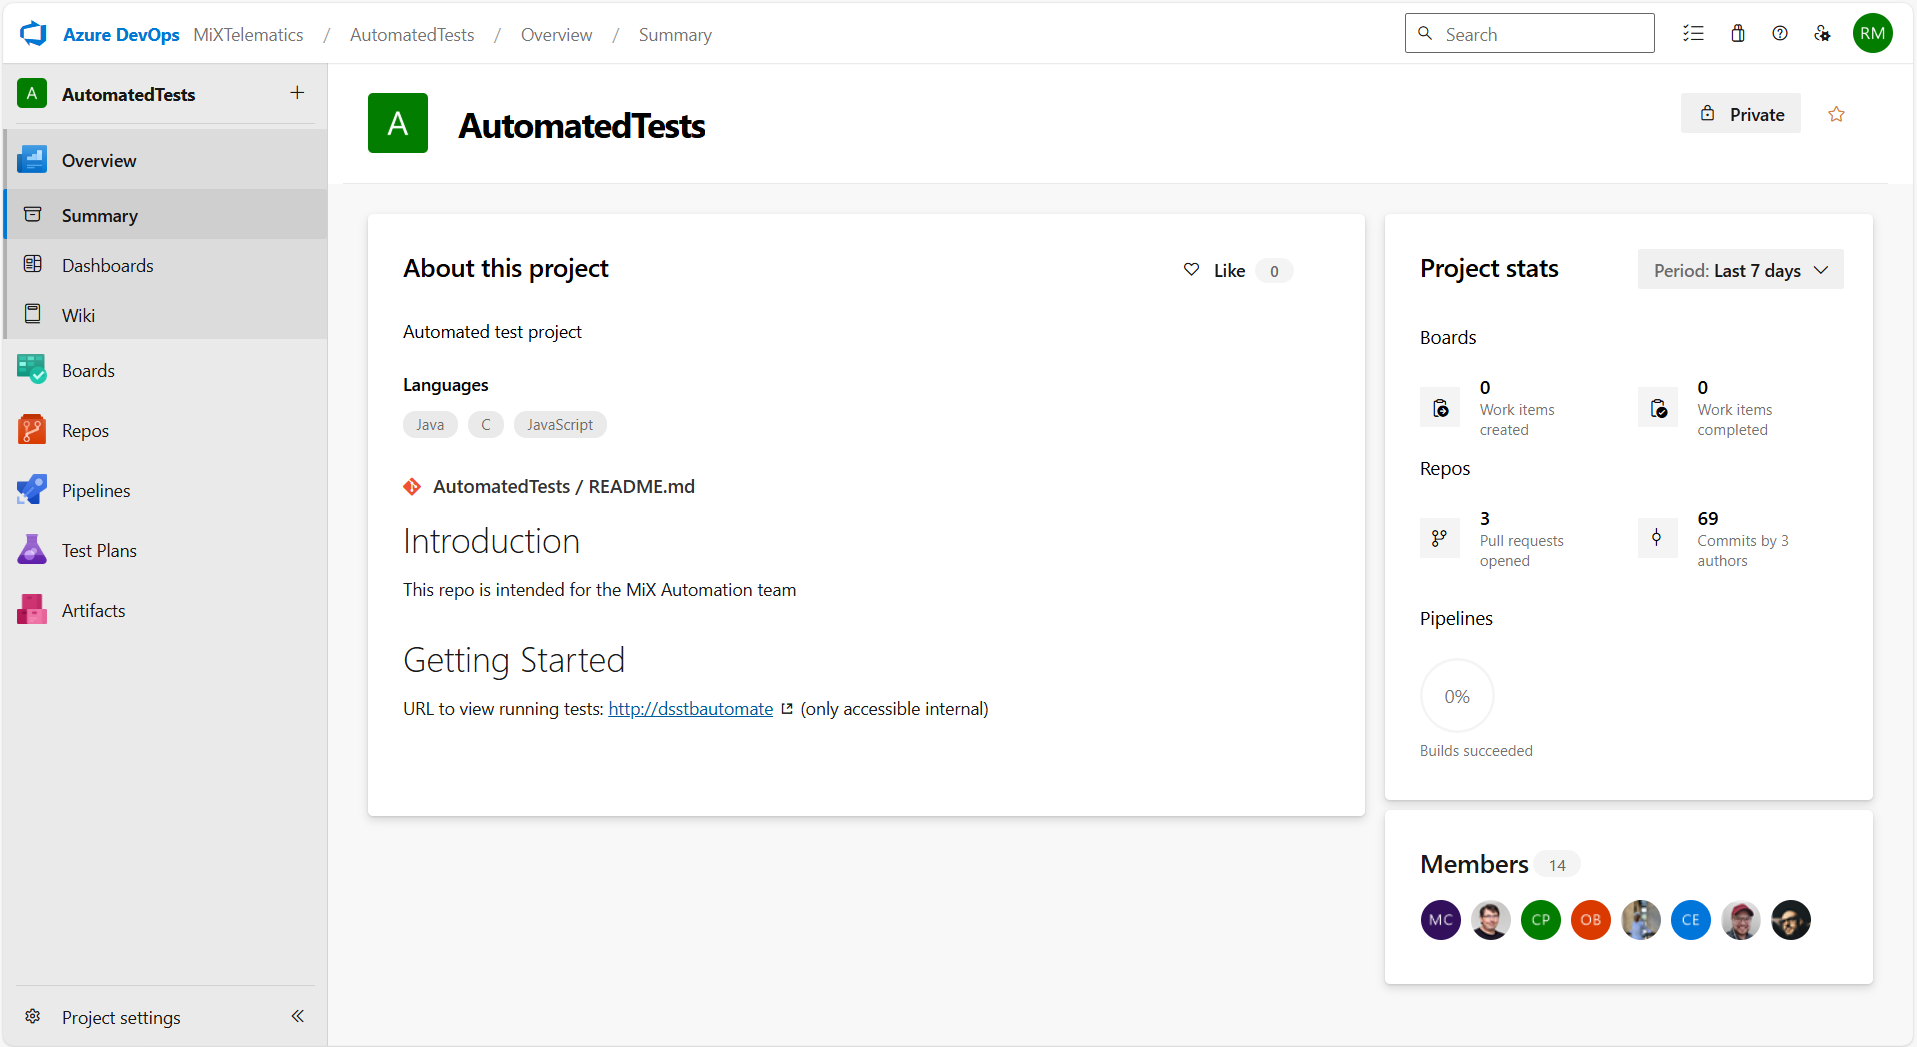 Azure DevOps MiXTelematics / AutomatedTests / Overview / Summary
Search
RM
A AutomatedTests
Overview
Summary
Dashboards
Wiki
Boards
Repos
Pipelines
Test Plans
Artifacts
Project settings
A AutomatedTests
Private
About this project
Like 0
Automated test project
Languages
Java C JavaScript
AutomatedTests / README.md
Introduction
This repo is intended for the MiX Automation team
Getting Started
URL to view running tests: http://dsstbautomate (only accessible internal)
Project stats
Period: Last 7 days
Boards
0
Work items
created
0
Work items
completed
Repos
3
Pull requests
opened
69
Commits by 3
authors
Pipelines
0%
Builds succeeded
Members 14
MC CP OB CE